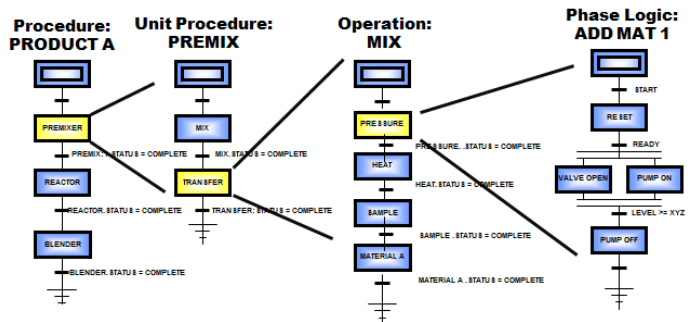 Procedure:
PRODUCT A
PREMIXER
PREMIX:1.STATUS = COMPLETE
REACTOR
REACTOR.STATUS = COMPLETE
BLENDER
BLENDER.STATUS = COMPLETE
Unit Procedure:
PREMIX
MIX
MIX.STATUS = COMPLETE
TRANSFER
TRANSFER:STATUS = COMPLETE
Operation:
MIX
PRESSURE
PRESSURE. .STATUS = COMPLETE
HEAT
HEAT.STATUS = COMPLETE
SAMPLE
SAMPLE .STATUS = COMPLETE
MATERIAL A
MATERIAL A .STATUS = COMPLETE
Phase Logic:
ADD MAT 1
START
RESET
READY
VALVE OPEN
PUMP ON
LEVEL >= XYZ
PUMP OFF